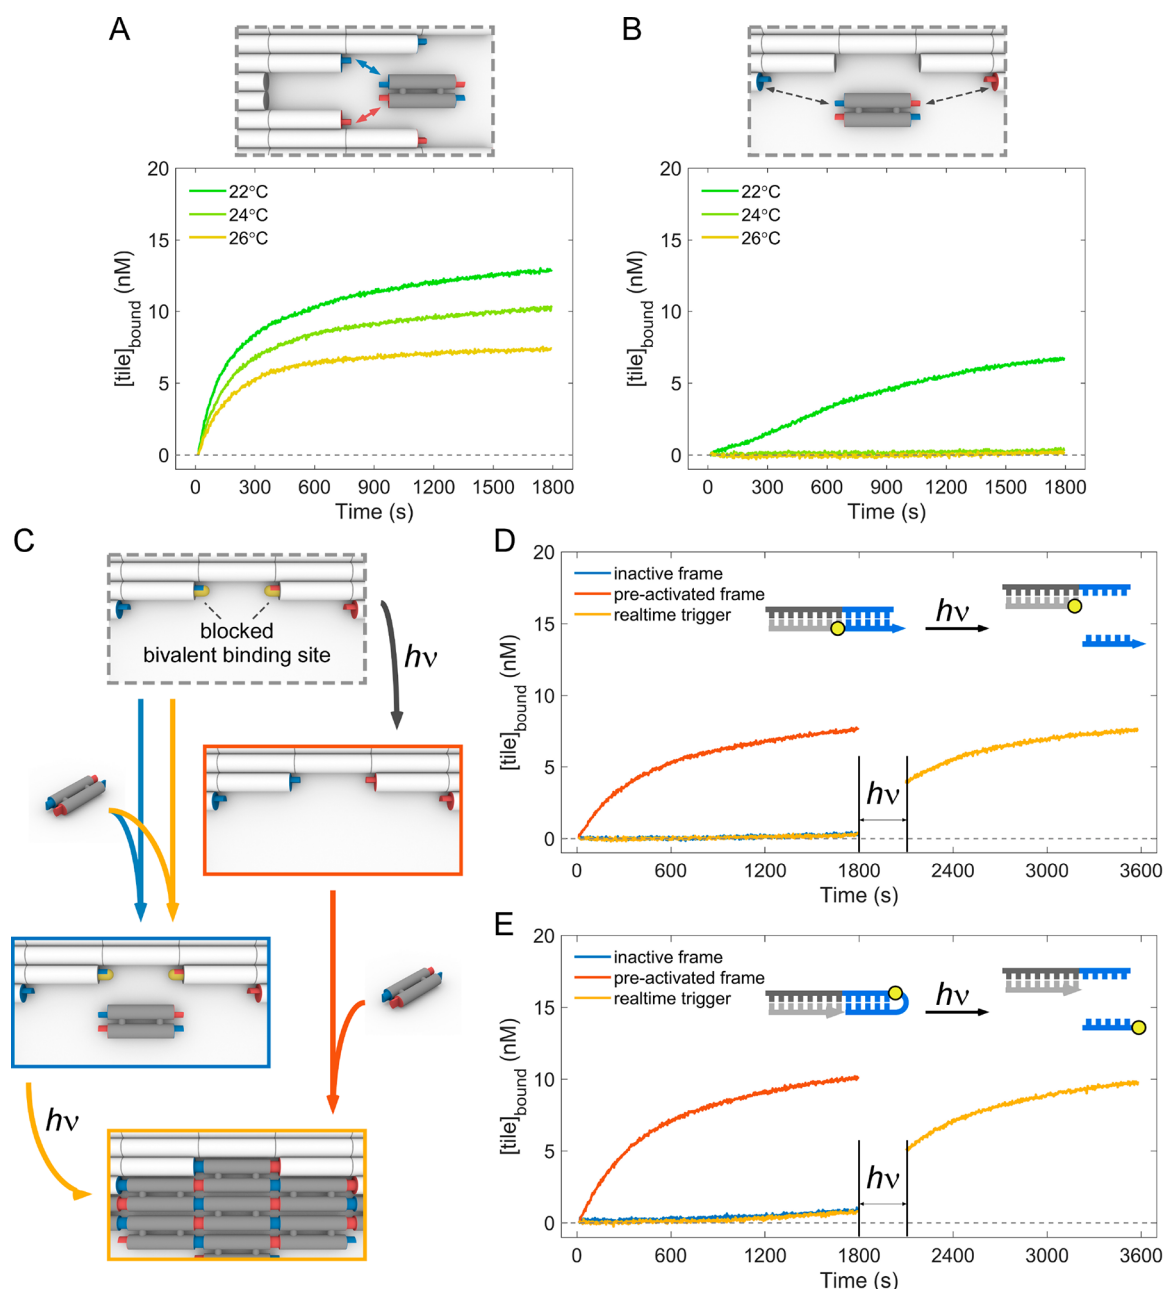 A
B
20
15
10
5
0
[tile]bound (nM)
22°C
24°C
26°C
0 300 600 900 1200 1500 1800
Time (s)
20
15
10
5
0
[tile]bound (nM)
22°C
24°C
26°C
0 300 600 900 1200 1500 1800
Time (s)
C
blocked
bivalent binding site
hν
hν
D
20
15
10
5
0
[tile]bound (nM)
inactive frame
pre-activated frame
realtime trigger
hν
hν
0 600 1200 1800 2400 3000 3600
Time (s)
E
20
15
10
5
0
[tile]bound (nM)
inactive frame
pre-activated frame
realtime trigger
hν
hν
0 600 1200 1800 2400 3000 3600
Time (s)